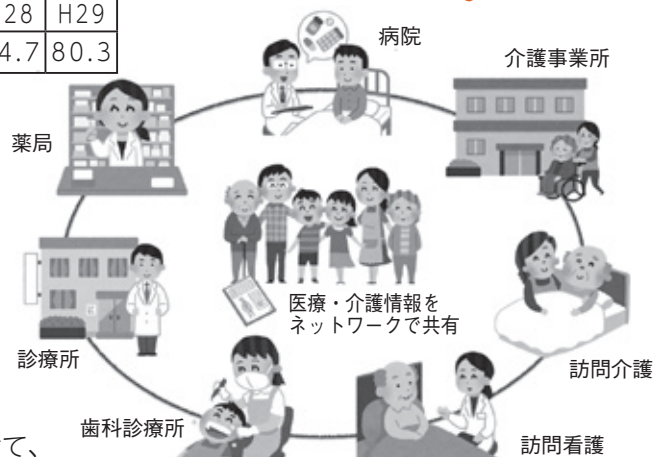 28 H29
4.7 80.3
病院
介護事業所
薬局
医療・介護情報を
ネットワークで共有
診療所
訪問介護
歯科診療所
訪問看護
て、